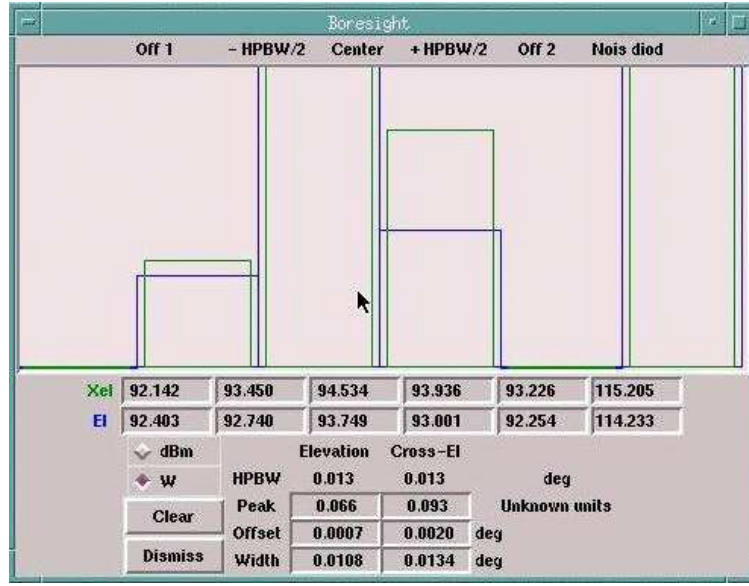 Boresight
Off 1 - HPBW/2 Center + HPBW/2 Off 2 Nois diod
Xel 92.142 93.450 94.534 93.936 93.226 115.205
El 92.403 92.740 93.749 93.001 92.254 114.233
dBm Elevation Cross-El
W HPBW 0.013 0.013 deg
Clear Peak 0.066 0.093 Unknown units
Offset 0.0007 0.0020 deg
Dismiss Width 0.0108 0.0134 deg